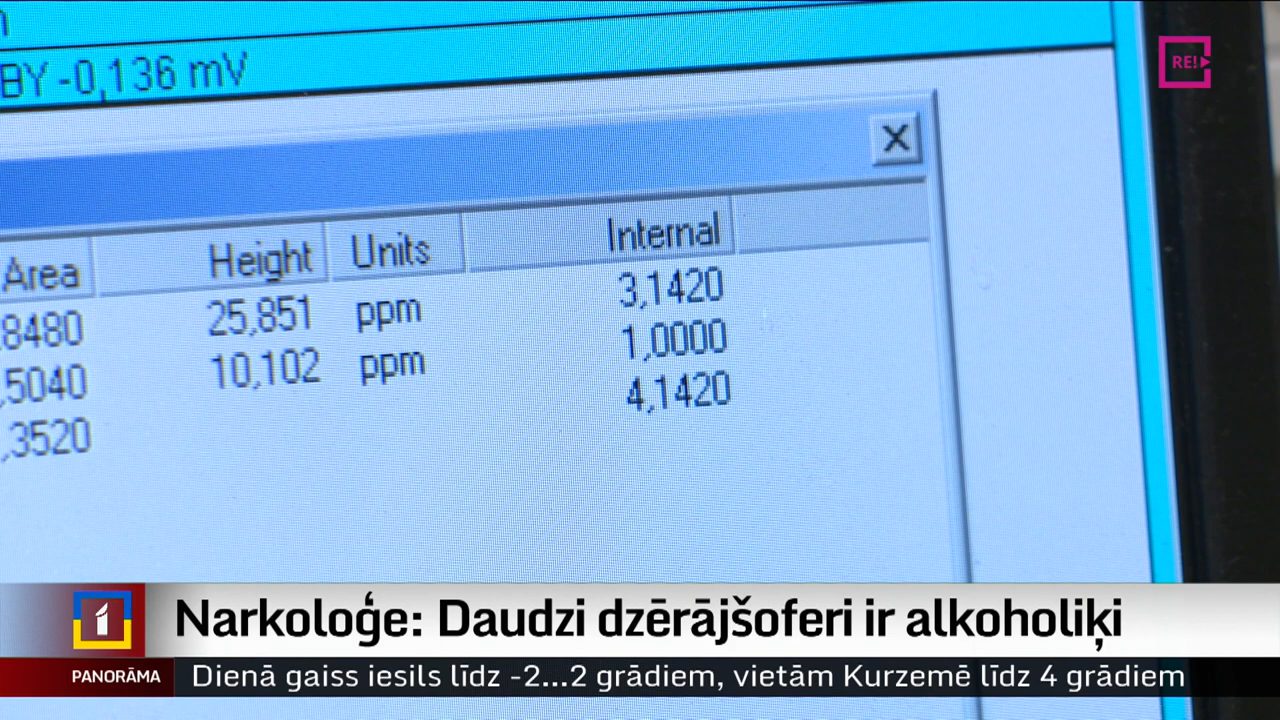 BY -0,136 mV
RE!
X
Area Height Units Internal
8480 25,851 ppm 3,1420
,5040 10,102 ppm 1,0000
,3520 4,1420
1
Narkoloģe: Daudzi dzērājšoferi ir alkoholiķi
PANORĀMA
Dienā gaiss iesils līdz -2...2 grādiem, vietām Kurzemē līdz 4 grādiem